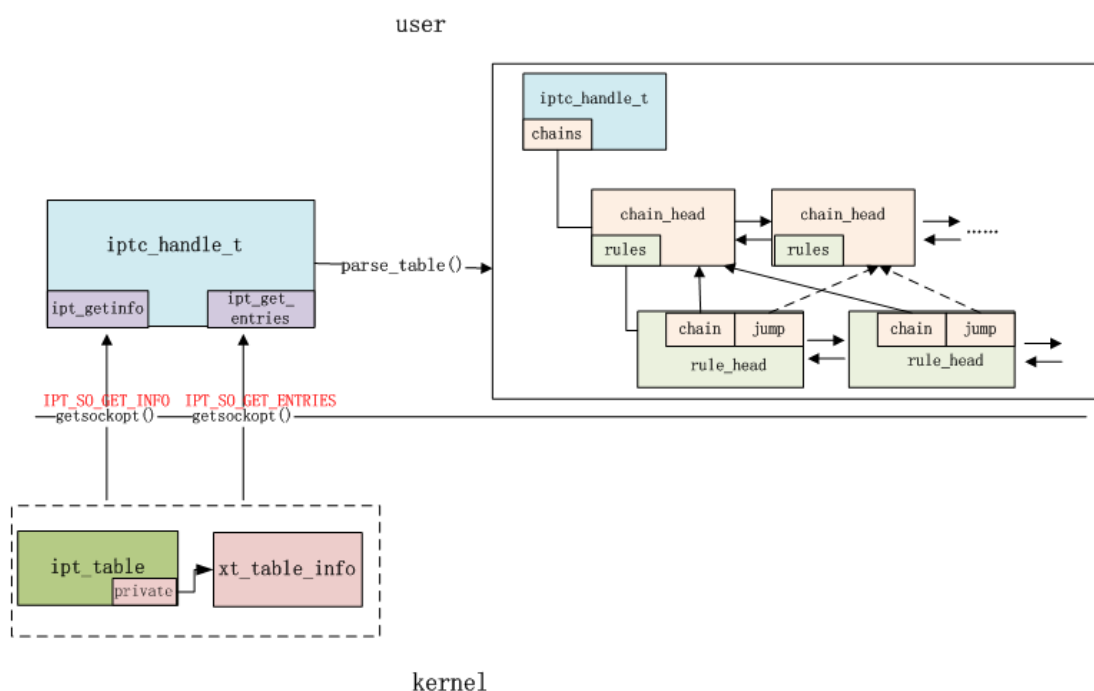 user
iptc_handle_t
chains
chain_head
chain_head
rules
rules
......
iptc_handle_t
ipt_getinfo
ipt_get_
entries
parse_table()
chain
jump
chain
jump
rule_head
rule_head
IPT_SO_GET_INFO
IPT_SO_GET_ENTRIES
getsockopt()
getsockopt()
ipt_table
private
xt_table_info
kernel